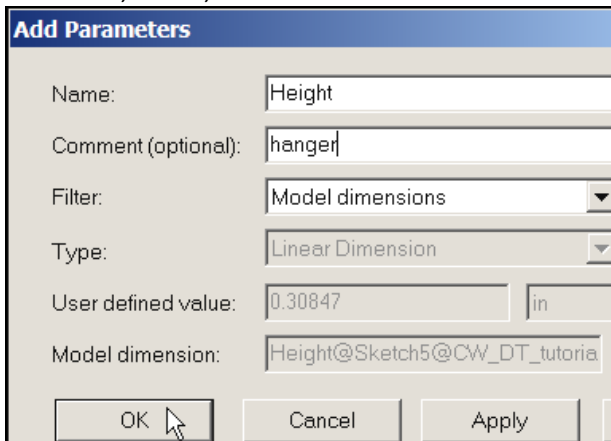 Add Parameters
Name: Height
Comment (optional): hanger
Filter: Model dimensions
Type: Linear Dimension
User defined value: 0.30847 in
Model dimension: Height@Sketch5@CW_DT_tutoria
OK Cancel Apply